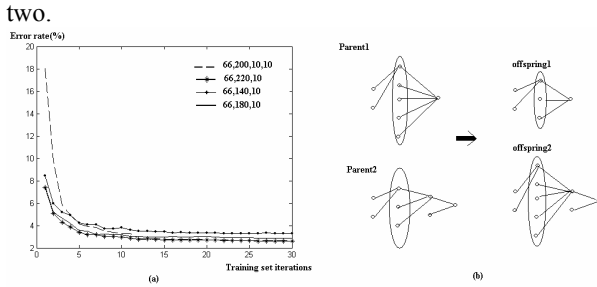 two.
Error rate(%)
20
18
16
14
12
10
8
6
4
2
0
5
10
15
20
25
30
Training set iterations
66,200,10,10
66,220,10
66,140,10
66,180,10
(a)
Parent1
offspring1
Parent2
offspring2
(b)